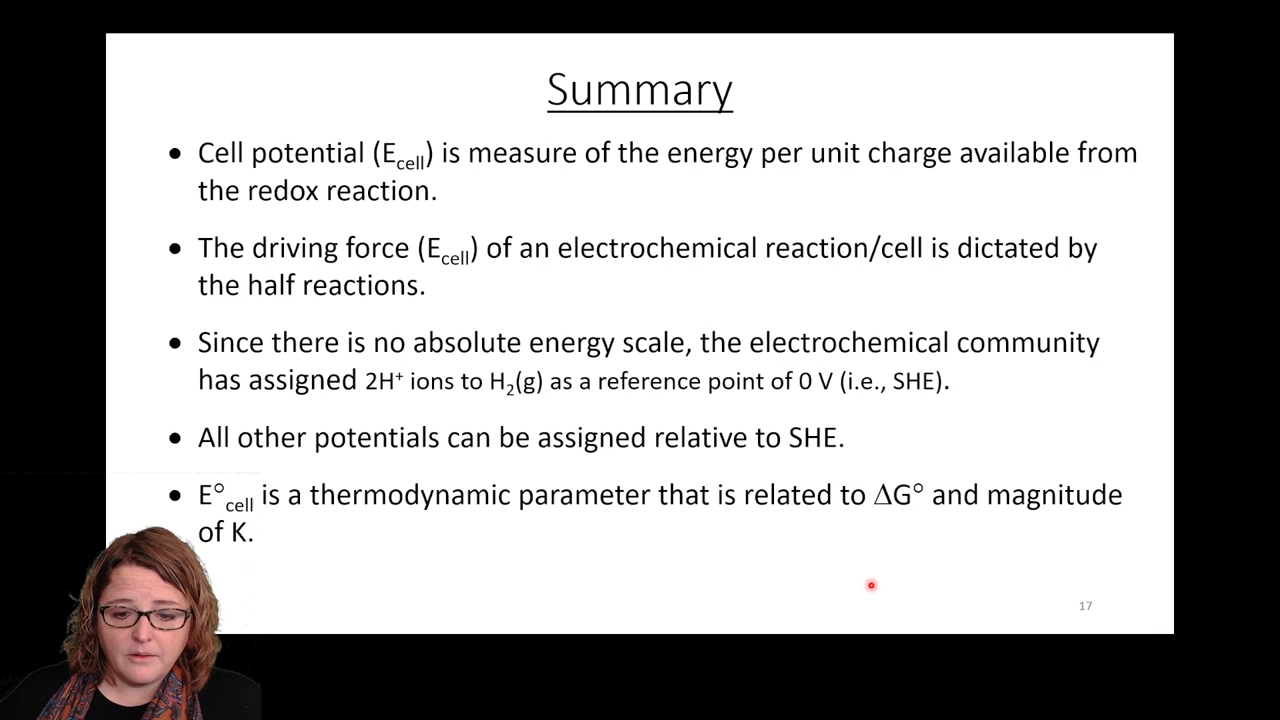 Summary
• Cell potential (Ecell) is measure of the energy per unit charge available from
the redox reaction.
• The driving force (Ecell) of an electrochemical reaction/cell is dictated by
the half reactions.
• Since there is no absolute energy scale, the electrochemical community
has assigned 2H⁺ ions to H₂(g) as a reference point of 0 V (i.e., SHE).
• All other potentials can be assigned relative to SHE.
• E°cell is a thermodynamic parameter that is related to ΔG° and magnitude
of K.
17